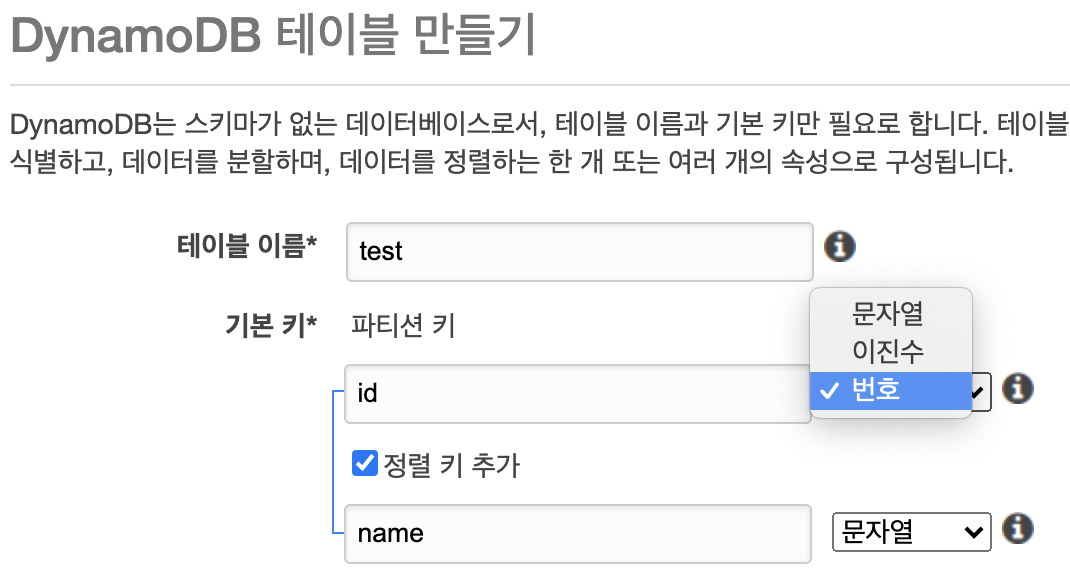 DynamoDB 테이블 만들기
DynamoDB는 스키마가 없는 데이터베이스로서, 테이블 이름과 기본 키만 필요로 합니다. 테이블
식별하고, 데이터를 분할하며, 데이터를 정렬하는 한 개 또는 여러 개의 속성으로 구성됩니다.
테이블 이름* test
기본 키* 파티션 키
문자열
이진수
id 번호
정렬 키 추가
name 문자열